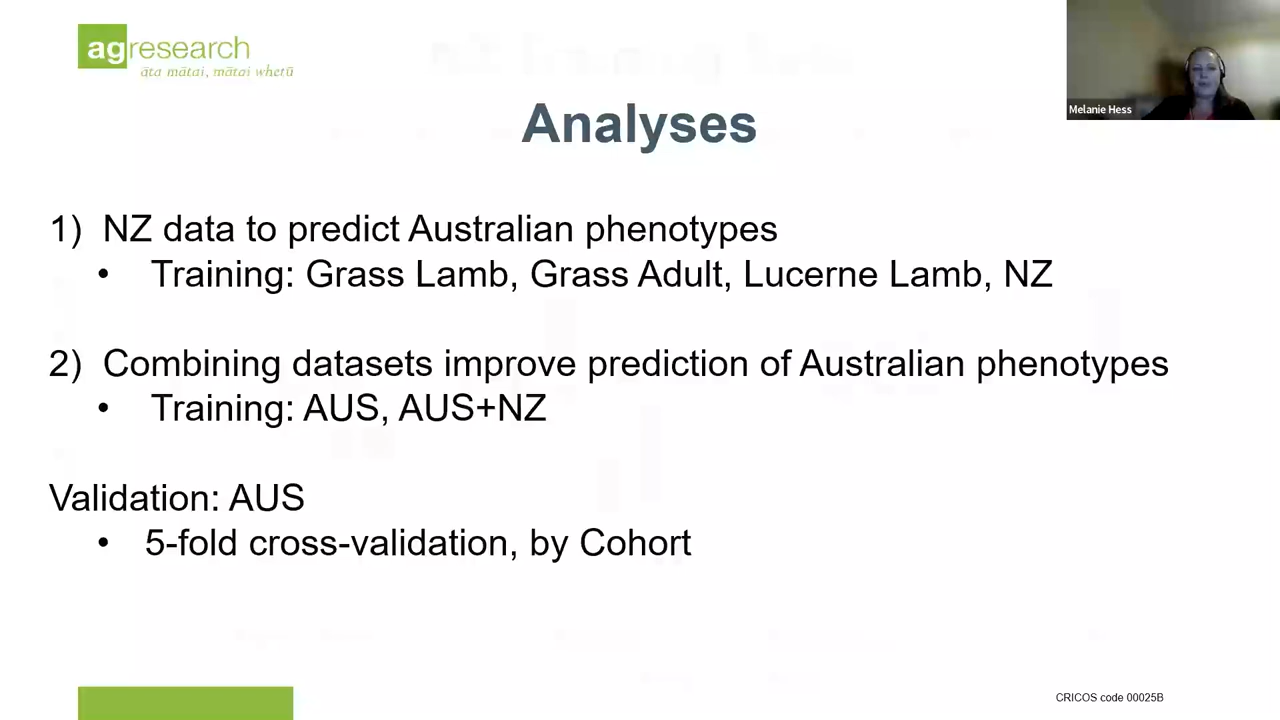 agresearch
āta mātai, mātai whetū
Melanie Hess
Analyses
1) NZ data to predict Australian phenotypes
• Training: Grass Lamb, Grass Adult, Lucerne Lamb, NZ
2) Combining datasets improve prediction of Australian phenotypes
• Training: AUS, AUS+NZ
Validation: AUS
• 5-fold cross-validation, by Cohort
CRICOS code 00025B